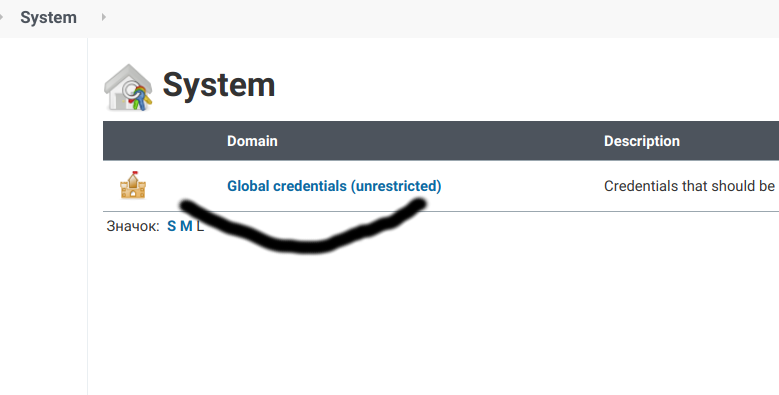 System
System
Domain Description
Global credentials (unrestricted) Credentials that should be
Значок: S M L